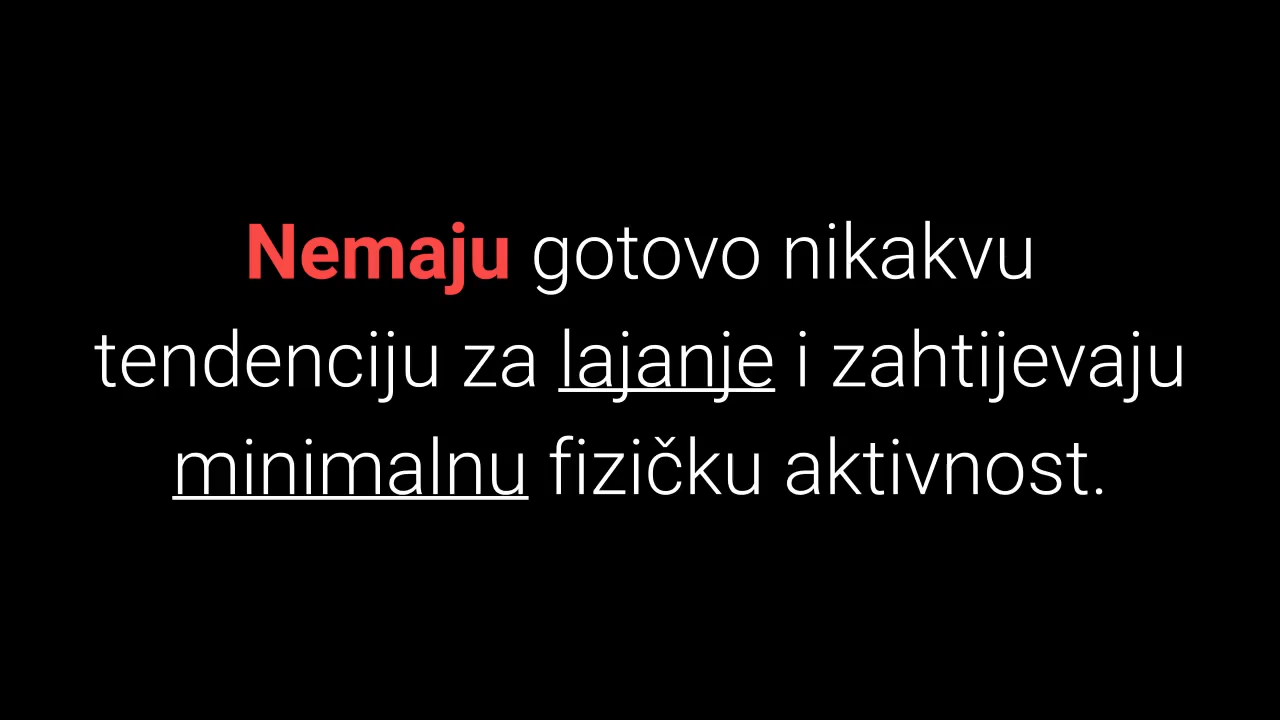 Nemaju gotovo nikakvu
tendenciju za lajanje i zahtijevaju
minimalnu fizičku aktivnost.